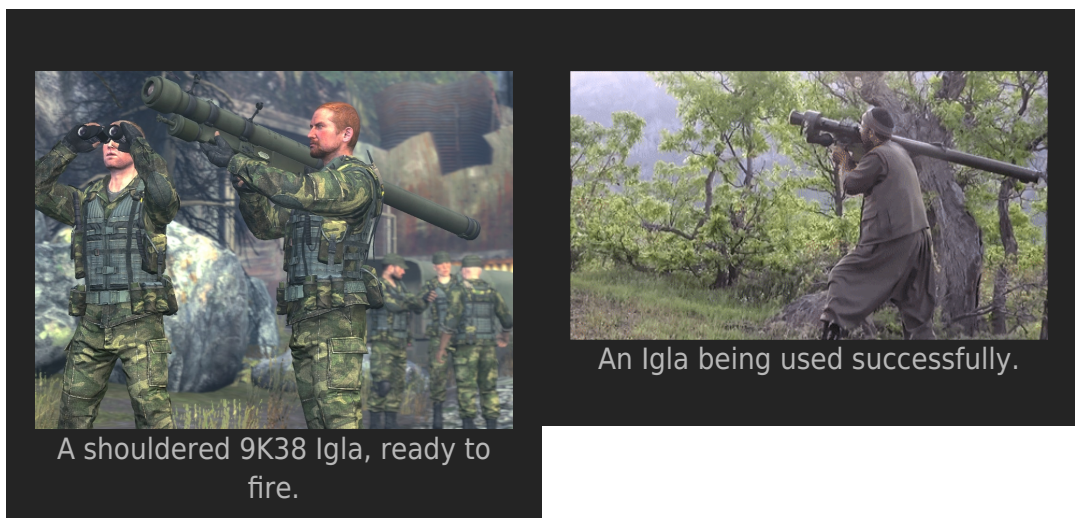 A shouldered 9K38 Igla, ready to
fire.
An Igla being used successfully.